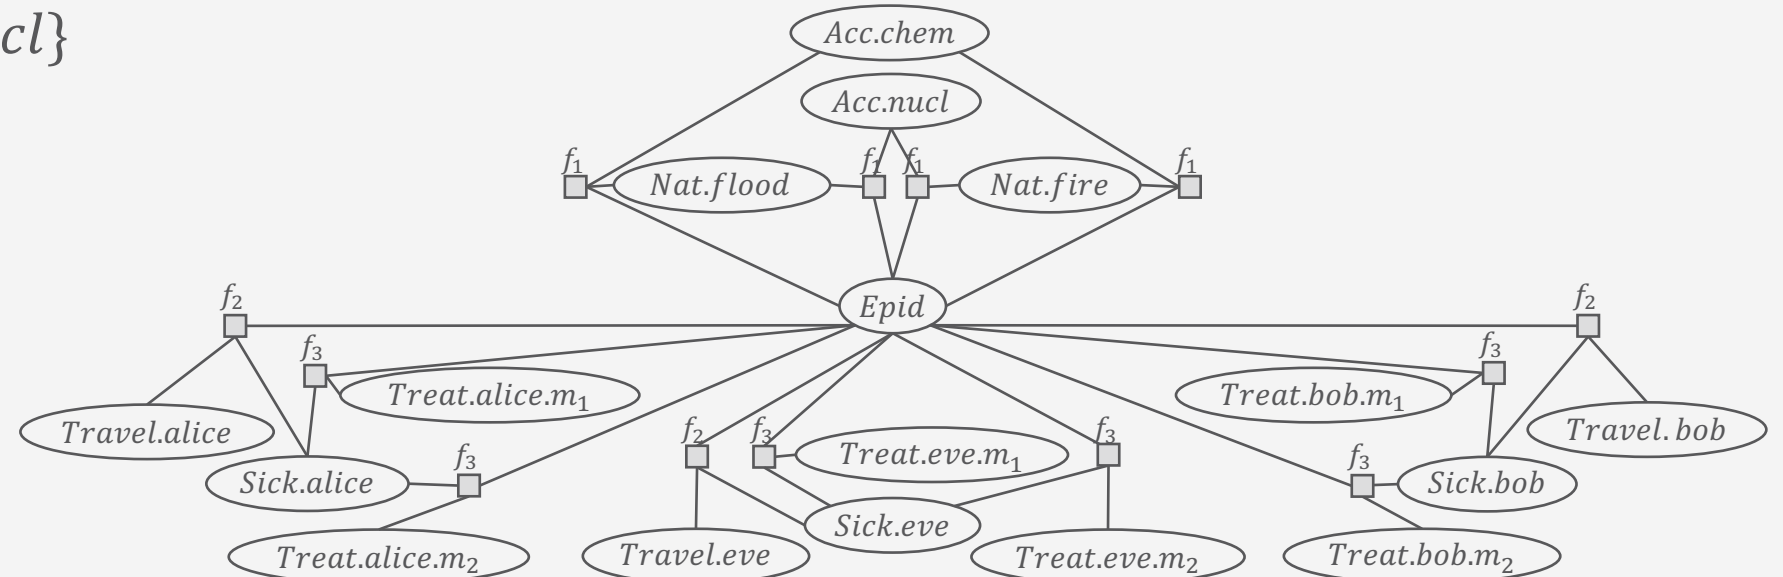 cl}
Acc.chem
Acc.nucl
f₁ f₁ f₁ f₁
Nat.flood Nat.fire
Epid
f₂ f₂
f₃ f₃
Treat.alice.m₁ Treat.bob.m₁
Travel.alice f₂ f₃ f₃ Travel. bob
Treat.eve.m₁
f₃ f₃
Sick.alice Sick.bob
Sick.eve
Treat.alice.m₂ Travel.eve Treat.eve.m₂ Treat.bob.m₂